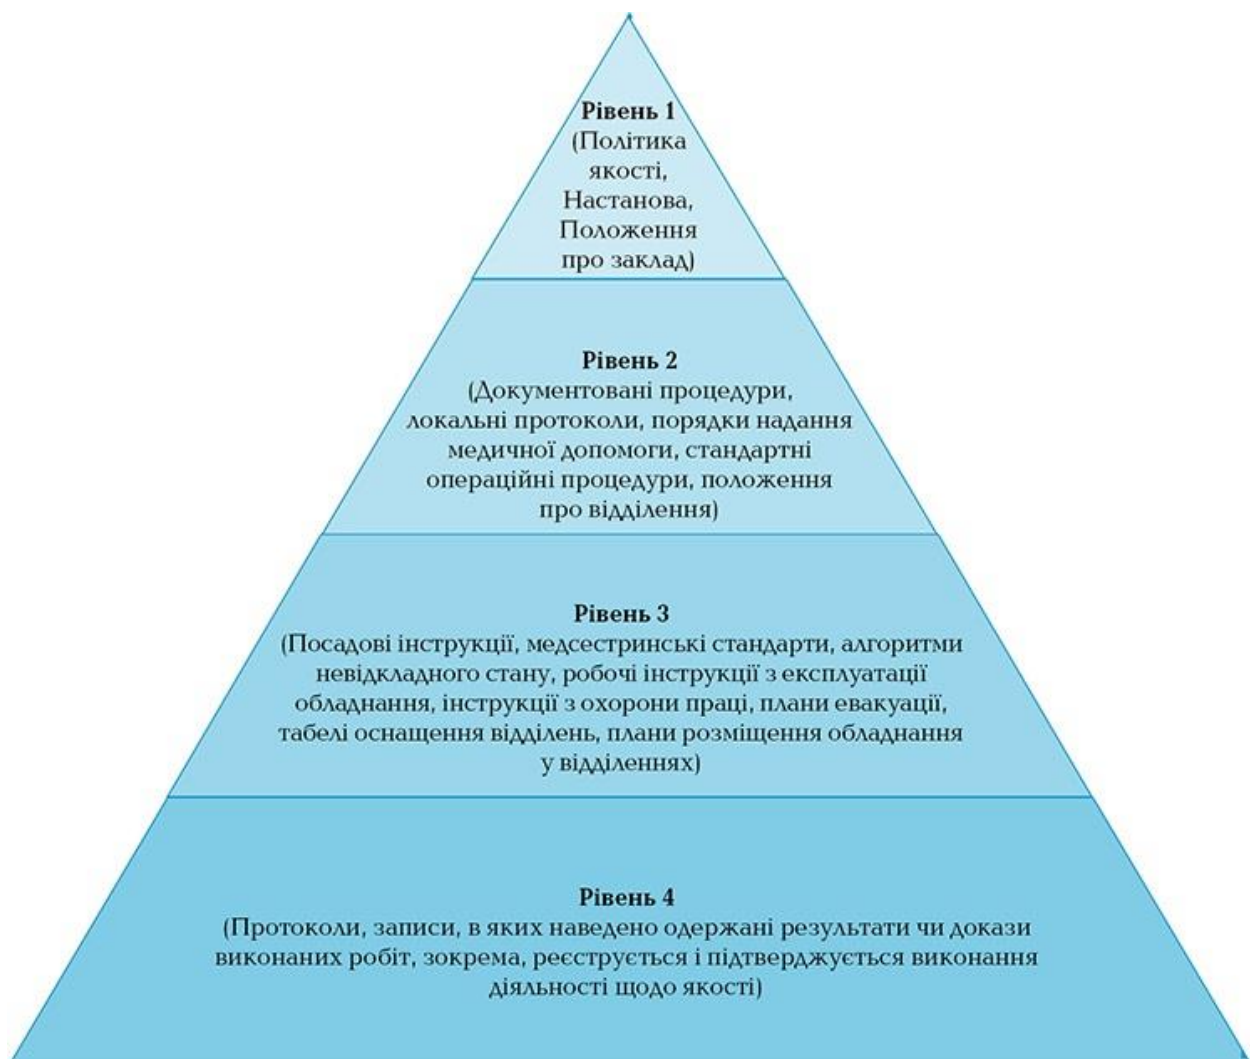 Рівень 1
(Політика
якості,
Настанова,
Положення
про заклад)
Рівень 2
(Документовані процедури,
локальні протоколи, порядки надання
медичної допомоги, стандартні
операційні процедури, положення
про відділення)
Рівень 3
(Посадові інструкції, медсестринські стандарти, алгоритми
невідкладного стану, робочі інструкції з експлуатації
обладнання, інструкції з охорони праці, плани евакуації,
табелі оснащення відділень, плани розміщення обладнання
у відділеннях)
Рівень 4
(Протоколи, записи, в яких наведено одержані результати чи докази
виконаних робіт, зокрема, реєструється і підтверджується виконання
діяльності щодо якості)